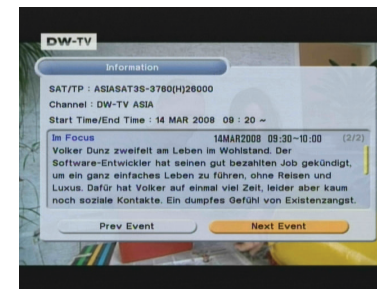 DW-TV
Information
SAT/TP : ASIASAT3S-3760(H)26000
Channel : DW-TV ASIA
Start Time/End Time : 14 MAR 2008 09 : 20 ~
Im Focus 14MAR2008 09:30~10:00 (2/2)
Volker Dunz zweifelt am Leben im Wohlstand. Der
Software-Entwickler hat seinen gut bezahlten Job gekündigt,
um ein ganz einfaches Leben zu führen, ohne Reisen und
Luxus. Dafür hat Volker auf einmal viel Zeit, leider aber kaum
noch soziale Kontakte. Ein dumpfes Gefühl von Existenzangst.
Prev Event Next Event